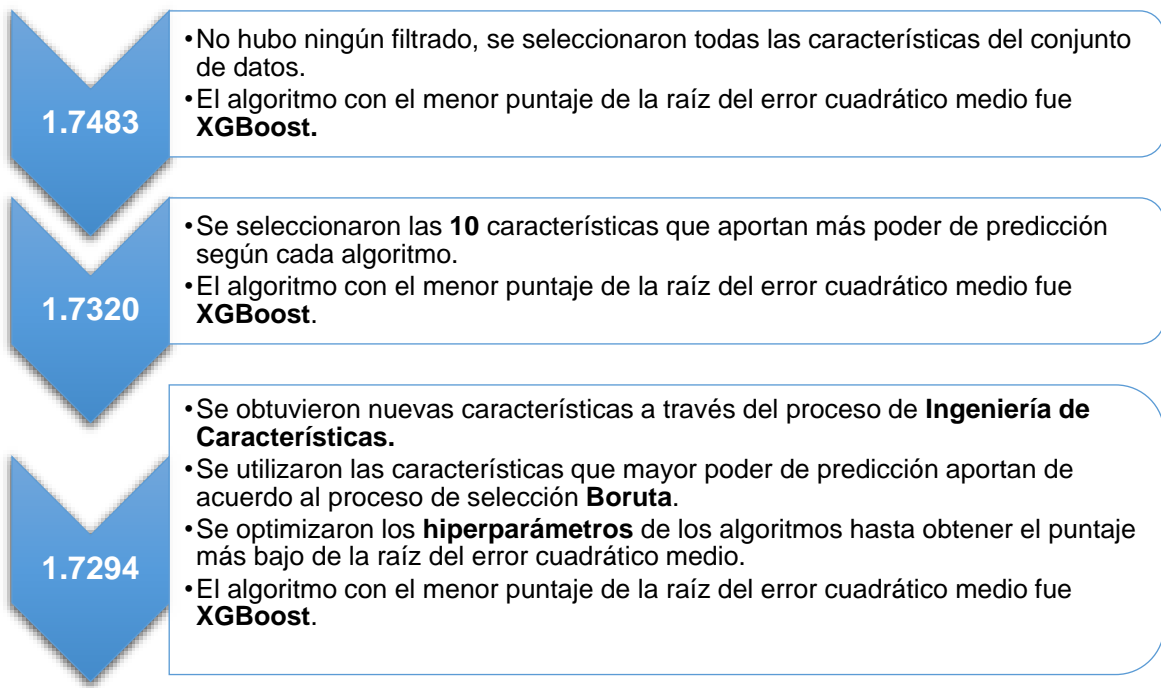 1.7483
•No hubo ningún filtrado, se seleccionaron todas las características del conjunto
de datos.
•El algoritmo con el menor puntaje de la raíz del error cuadrático medio fue
XGBoost.
1.7320
•Se seleccionaron las 10 características que aportan más poder de predicción
según cada algoritmo.
•El algoritmo con el menor puntaje de la raíz del error cuadrático medio fue
XGBoost.
1.7294
•Se obtuvieron nuevas características a través del proceso de Ingeniería de
Características.
•Se utilizaron las características que mayor poder de predicción aportan de
acuerdo al proceso de selección Boruta.
•Se optimizaron los hiperparámetros de los algoritmos hasta obtener el puntaje
más bajo de la raíz del error cuadrático medio.
•El algoritmo con el menor puntaje de la raíz del error cuadrático medio fue
XGBoost.